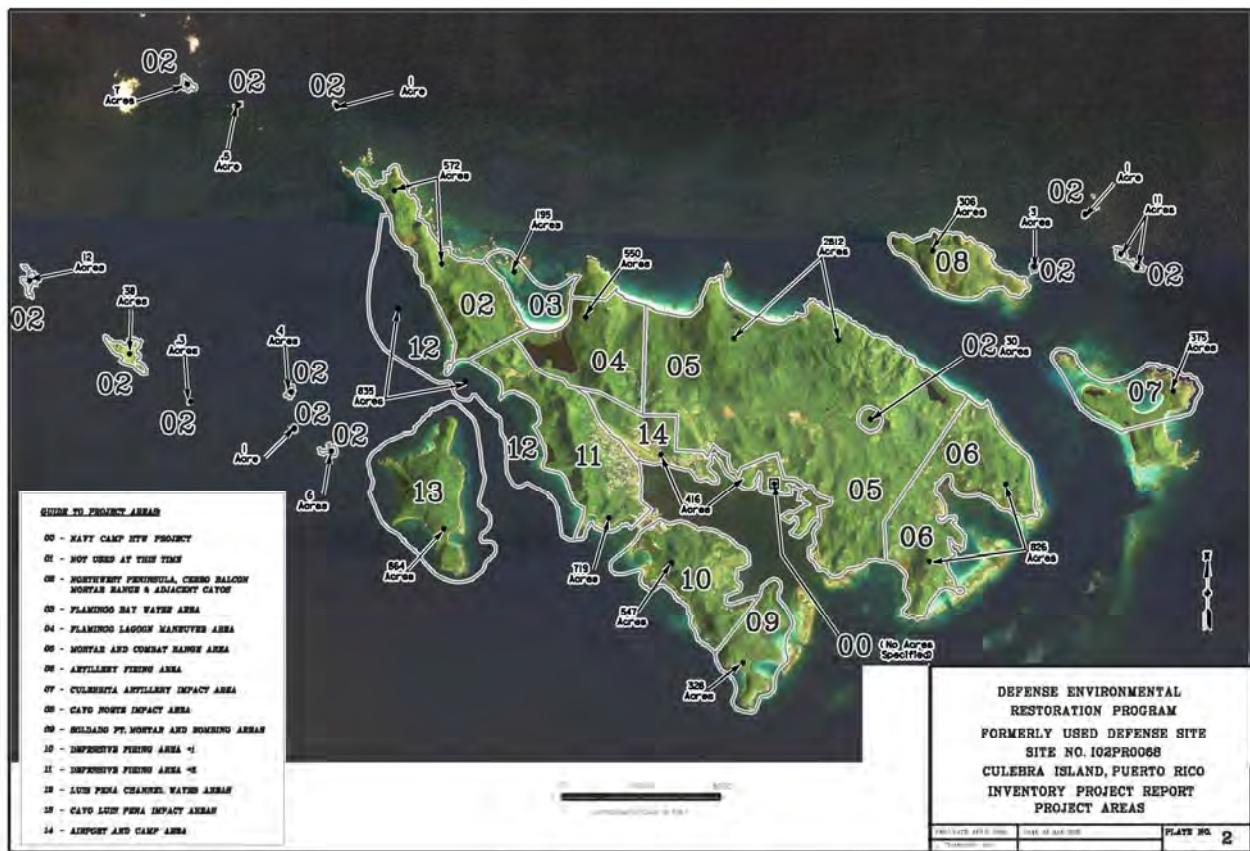 02
02
02
7
Acres
.5
Acre
1
Acre
572
Acres
195
Acres
550
Acres
2812
Acres
306
Acres
3
Acres
02
1
Acre
11
Acres
02
02
12
Acres
02
38
Acres
02
.3
Acres
02
4
Acres
02
1
Acre
02
02
6
Acres
02
03
04
05
08
07
375
Acres
02
30
Acres
12
835
Acres
12
11
14
416
Acres
05
06
06
826
Acres
13
864
Acres
719
Acres
10
647
Acres
09
328
Acres
00
(No Acres
Specified)
N
GUIDE TO PROJECT AREAS
00 - NAVY CAMP HTW PROJECT
01 - NOT USED AT THIS TIME
02 - NORTHWEST PENINSULA, CERRO BALCON
MORTAR RANGE & ADJACENT CAYOS
03 - FLAMINGO BAY WATER AREA
04 - FLAMINGO LAGOON MANEUVER AREA
05 - MORTAR AND COMBAT RANGE AREA
06 - ARTILLERY FIRING AREA
07 - CULEBRITA ARTILLERY IMPACT AREA
08 - CAYO NORTE IMPACT AREA
09 - SOLDADO PT. MORTAR AND BOMBING AREAS
10 - DEFENSIVE FIRING AREA #1
11 - DEFENSIVE FIRING AREA #2
12 - LUIS PENA CHANNEL WATER AREAS
13 - CAYO LUIS PENA IMPACT AREAS
14 - AIRPORT AND CAMP AREA
DEFENSE ENVIRONMENTAL
RESTORATION PROGRAM
FORMERLY USED DEFENSE SITE
SITE NO. I02PR0068
CULEBRA ISLAND, PUERTO RICO
INVENTORY PROJECT REPORT
PROJECT AREAS
PLATE NO. 2